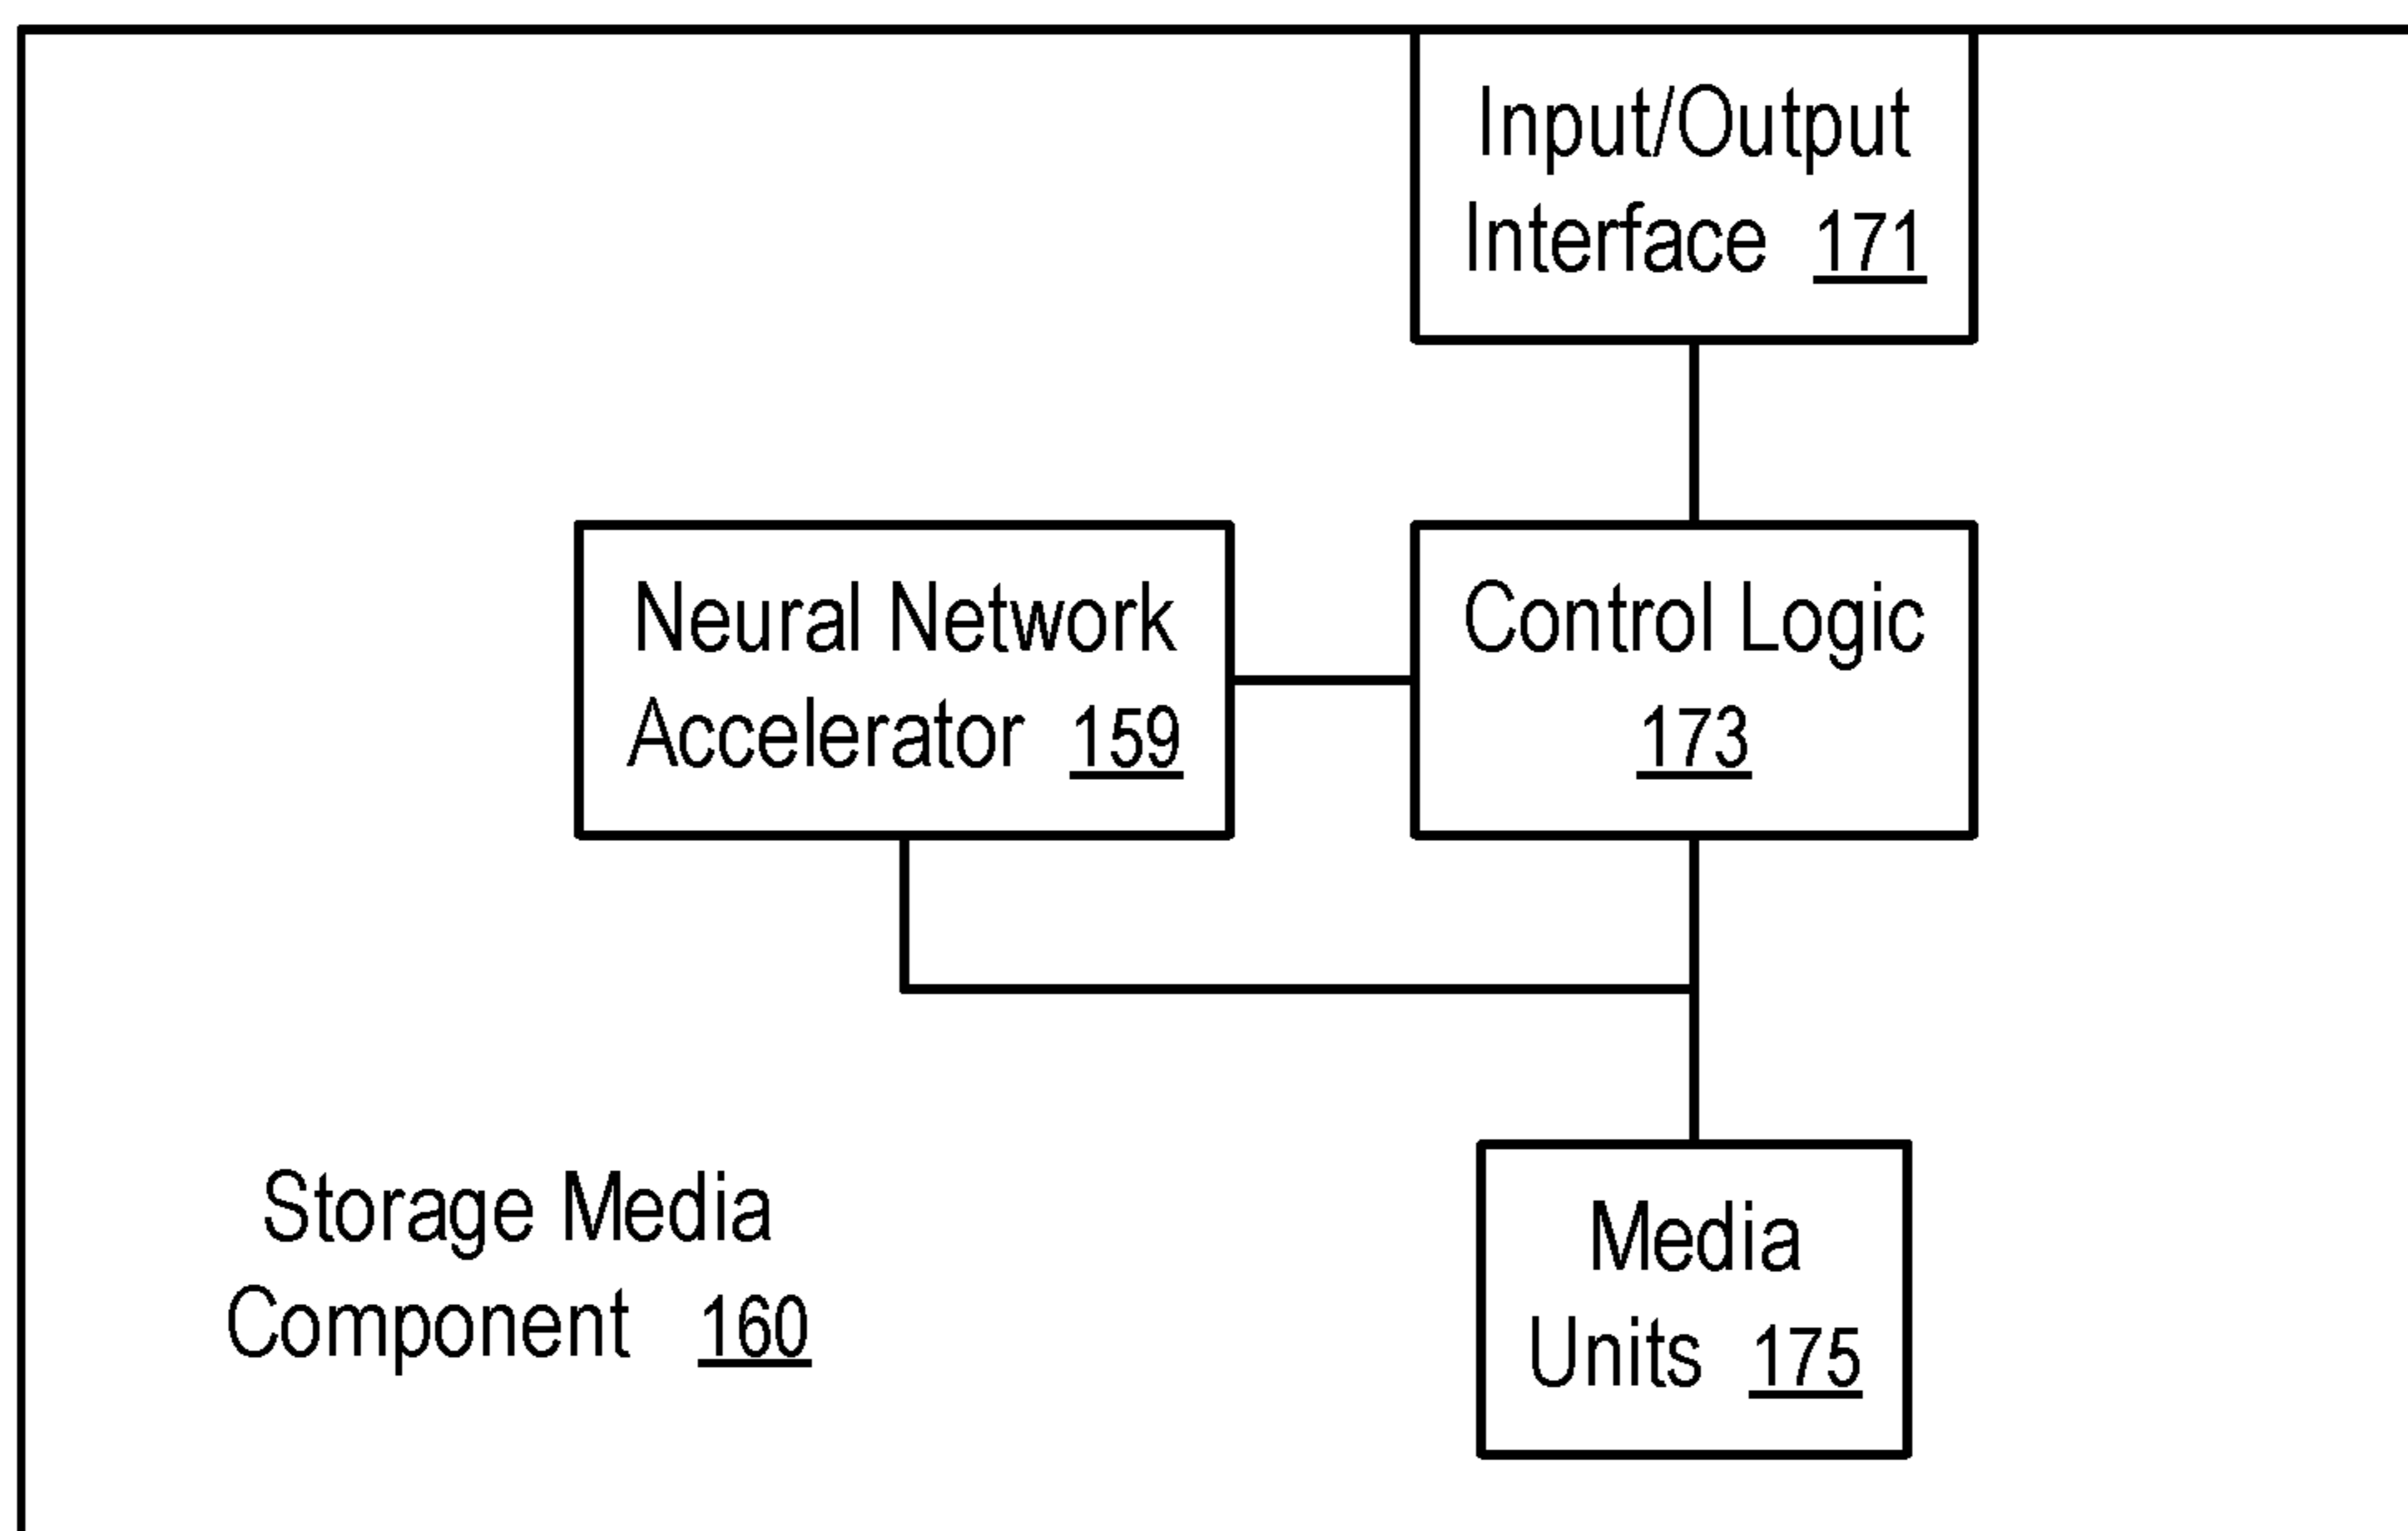 Input/Output
Interface 171
Neural Network
Accelerator 159
Control Logic
173
Storage Media
Component 160
Media
Units 175